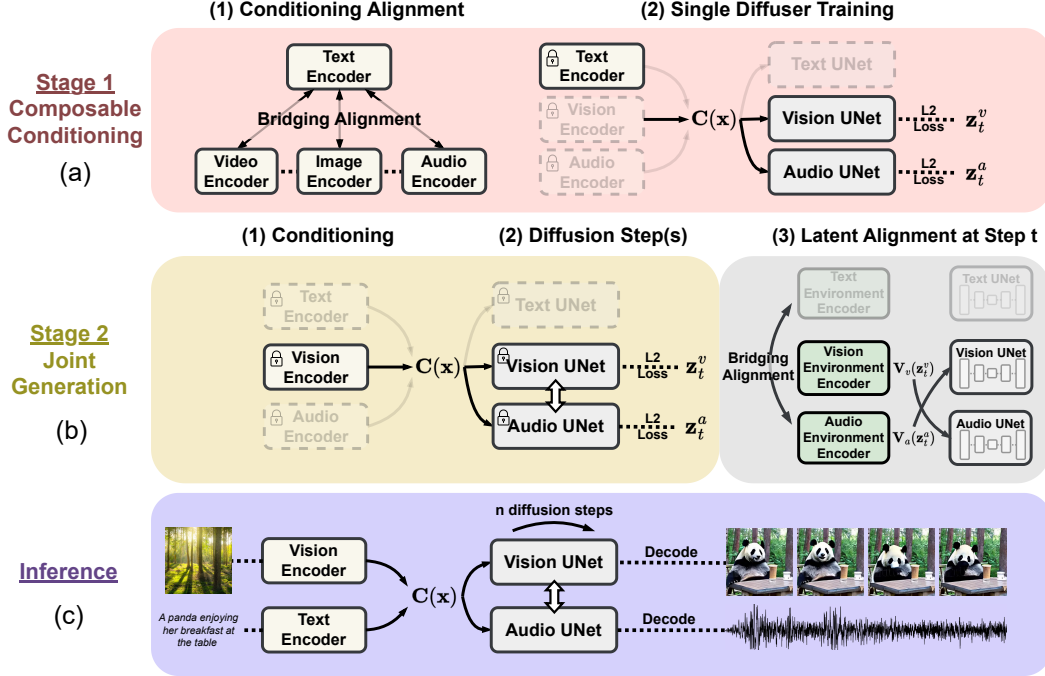 (1) Conditioning Alignment
(2) Single Diffuser Training
Stage 1
Composable
Conditioning
(a)
Text
Encoder
Bridging Alignment
Video
Encoder
Image
Encoder
Audio
Encoder
Text
Encoder
Vision
Encoder
Audio
Encoder
C(x)
Text UNet
Vision UNet
Audio UNet
L2
Loss
z_t^v
L2
Loss
z_t^a
(1) Conditioning
(2) Diffusion Step(s)
(3) Latent Alignment at Step t
Stage 2
Joint
Generation
(b)
Text
Encoder
Vision
Encoder
Audio
Encoder
C(x)
Text UNet
Vision UNet
Audio UNet
L2
Loss
z_t^v
L2
Loss
z_t^a
Bridging
Alignment
Text
Environment
Encoder
Vision
Environment
Encoder
Audio
Environment
Encoder
V_v(z_t^v)
V_a(z_t^a)
Text UNet
Vision UNet
Audio UNet
Inference
(c)
A panda enjoying
her breakfast at
the table
Vision
Encoder
Text
Encoder
C(x)
n diffusion steps
Vision UNet
Audio UNet
Decode
Decode